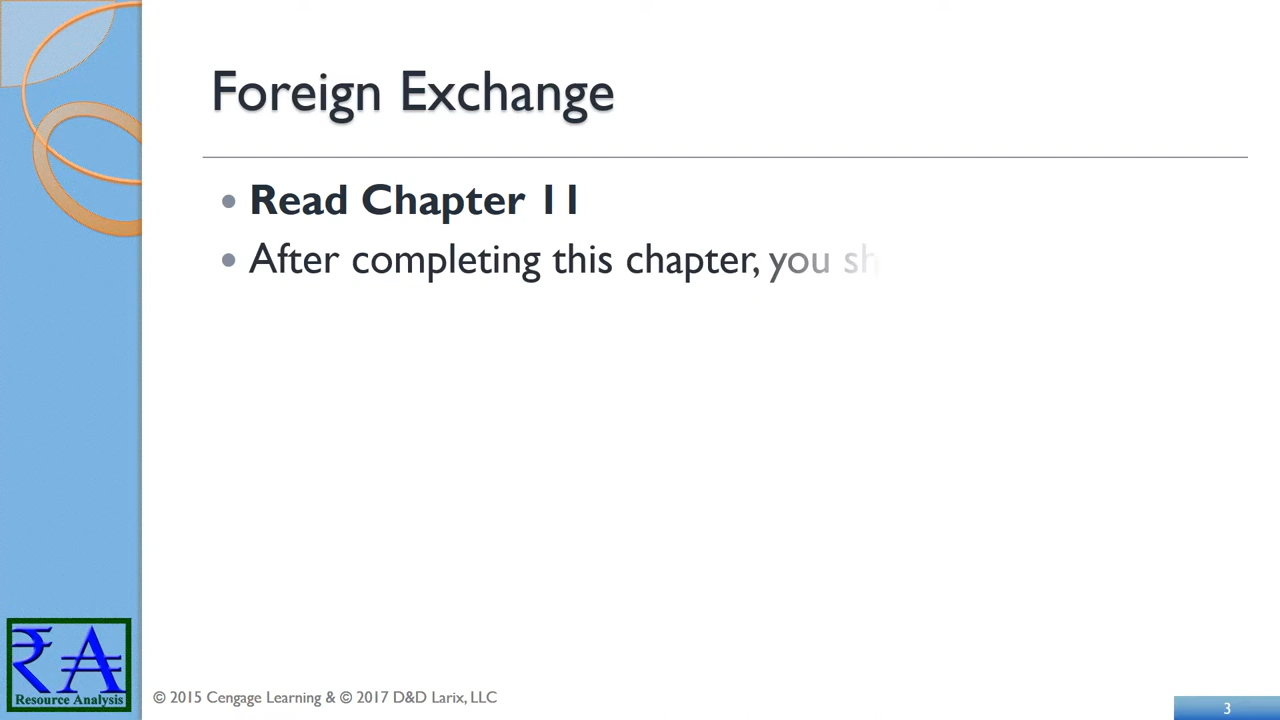 Foreign Exchange
• Read Chapter 11
• After completing this chapter, you sh
₹A
Resource Analysis
© 2015 Cengage Learning & © 2017 D&D Larix, LLC
3